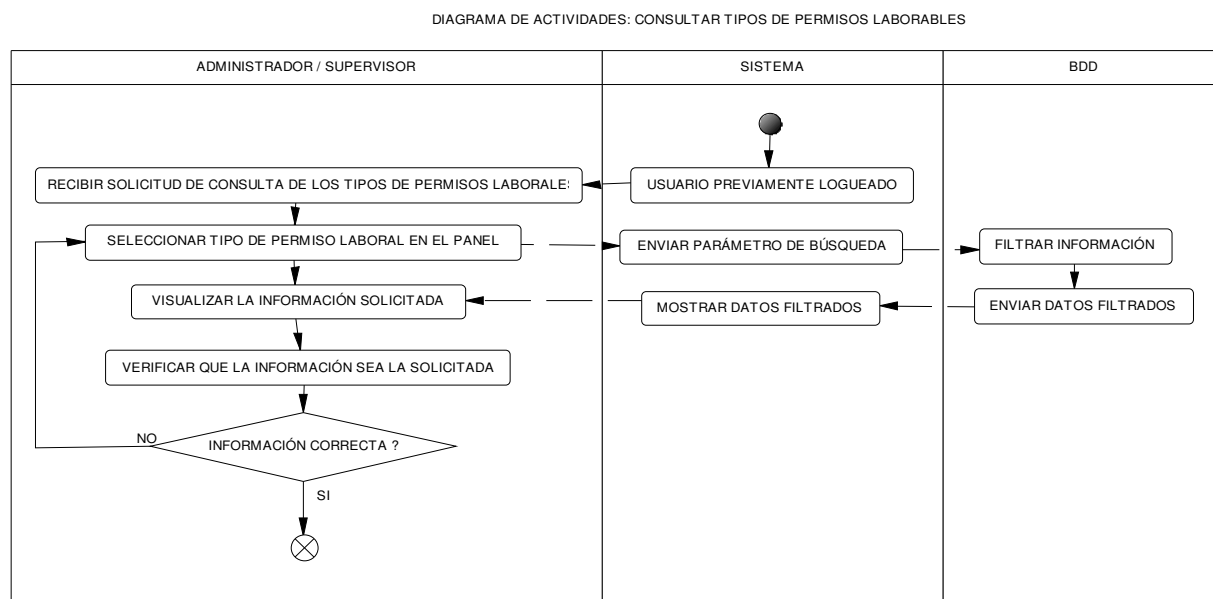 DIAGRAMA DE ACTIVIDADES: CONSULTAR TIPOS DE PERMISOS LABORABLES
ADMINISTRADOR / SUPERVISOR
SISTEMA
BDD
USUARIO PREVIAMENTE LOGUEADO
RECIBIR SOLICITUD DE CONSULTA DE LOS TIPOS DE PERMISOS LABORALES
SELECCIONAR TIPO DE PERMISO LABORAL EN EL PANEL
ENVIAR PARÁMETRO DE BÚSQUEDA
FILTRAR INFORMACIÓN
VISUALIZAR LA INFORMACIÓN SOLICITADA
MOSTRAR DATOS FILTRADOS
ENVIAR DATOS FILTRADOS
VERIFICAR QUE LA INFORMACIÓN SEA LA SOLICITADA
NO
INFORMACIÓN CORRECTA ?
SI